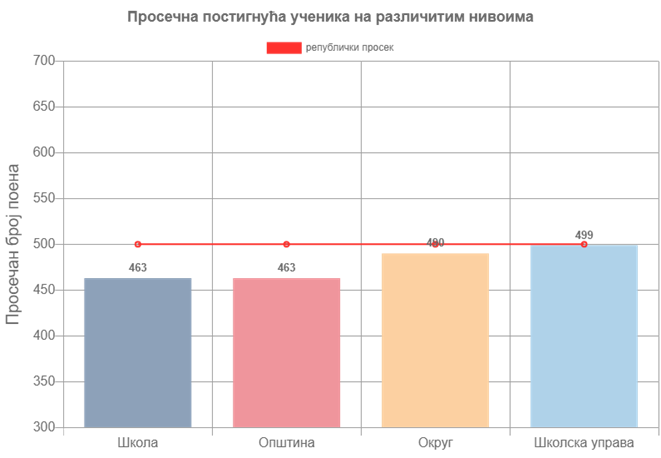 Просечна постигнућа ученика на различитим нивоима
републички просек
Просечан број поена
700
650
600
550
500
450
400
350
300
463
463
490
499
Школа
Општина
Округ
Школска управа